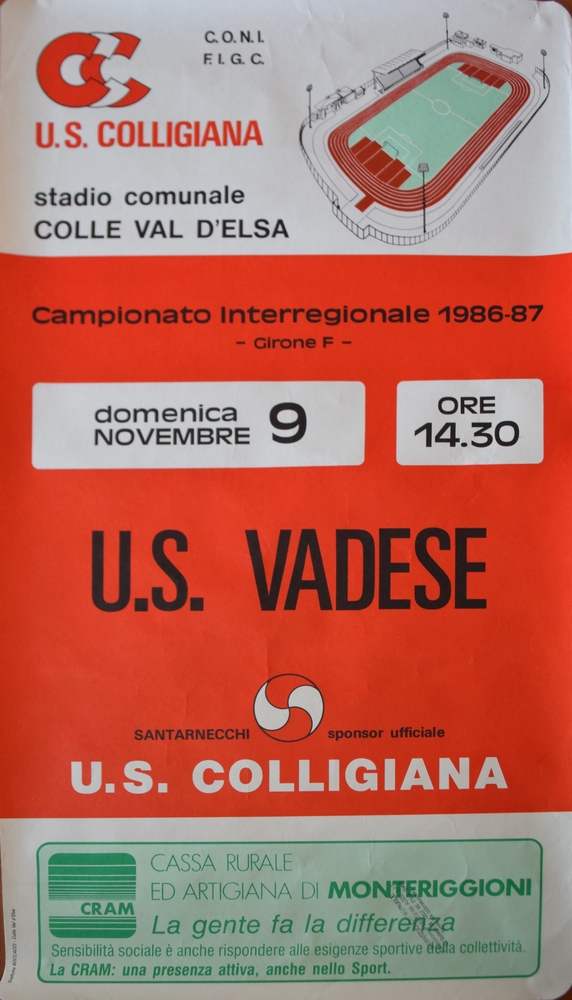 C.O.N.I.
F.I.G.C.
U.S. COLLIGIANA
stadio comunale
COLLE VAL D'ELSA
Campionato Interregionale 1986-87
- Girone F -
domenica
NOVEMBRE 9
ORE
14.30
U.S. VADESE
SANTARNECCHI sponsor ufficiale
U.S. COLLIGIANA
CASSA RURALE
ED ARTIGIANA DI MONTERIGGIONI
CRAM
La gente fa la differenza
Sensibilità sociale è anche rispondere alle esigenze sportive della collettività.
La CRAM: una presenza attiva, anche nello Sport.